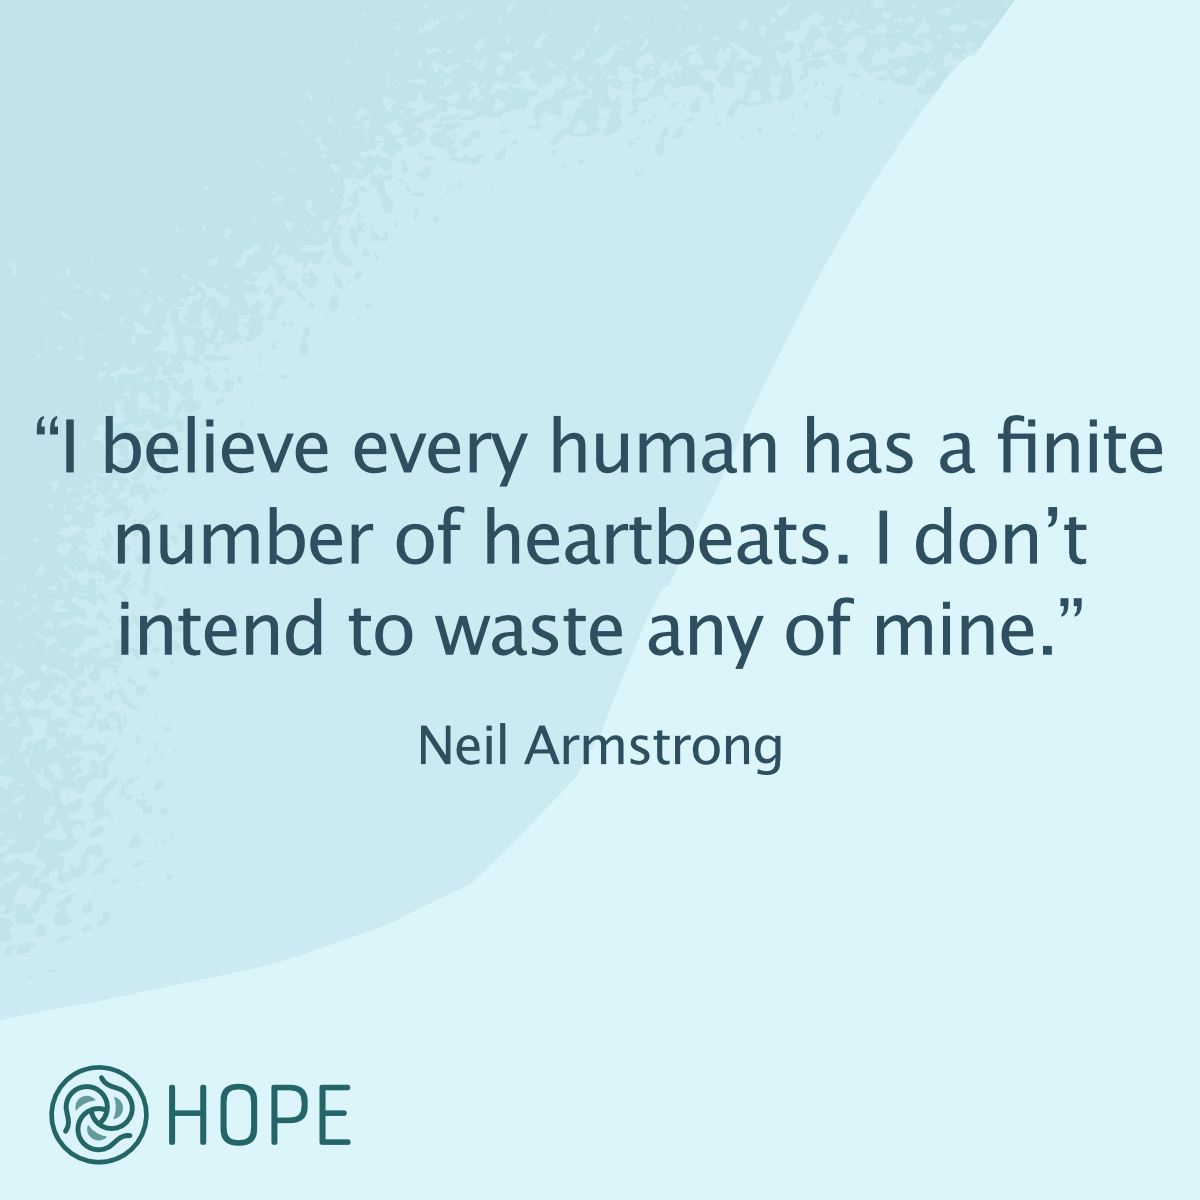 “I believe every human has a finite
number of heartbeats. I don’t
intend to waste any of mine.”
Neil Armstrong
HOPE